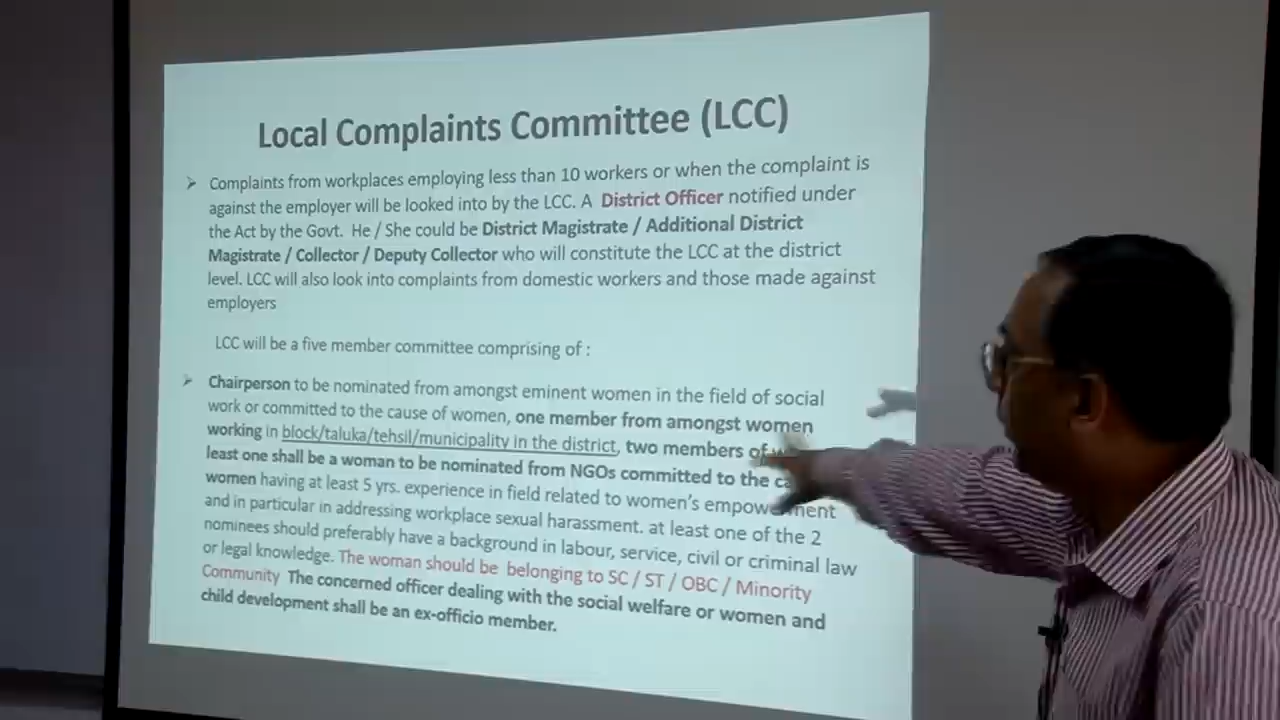 Local Complaints Committee (LCC)
Complaints from workplaces employing less than 10 workers or when the complaint is
against the employer will be looked into by the LCC. A District Officer notified under
the Act by the Govt. He / She could be District Magistrate / Additional District
Magistrate / Collector / Deputy Collector who will constitute the LCC at the district
level. LCC will also look into complaints from domestic workers and those made against
employers
LCC will be a five member committee comprising of :
Chairperson to be nominated from amongst eminent women in the field of social
work or committed to the cause of women, one member from amongst women
working in block/taluka/tehsil/municipality in the district, two members of
least one shall be a woman to be nominated from NGOs committed to the
women having at least 5 yrs. experience in field related to women's empowerment
and in particular in addressing workplace sexual harassment. at least one of the 2
nominees should preferably have a background in labour, service, civil or criminal law
or legal knowledge. The woman should be belonging to SC / ST / OBC / Minority
Community The concerned officer dealing with the social welfare or women and
child development shall be an ex-officio member.